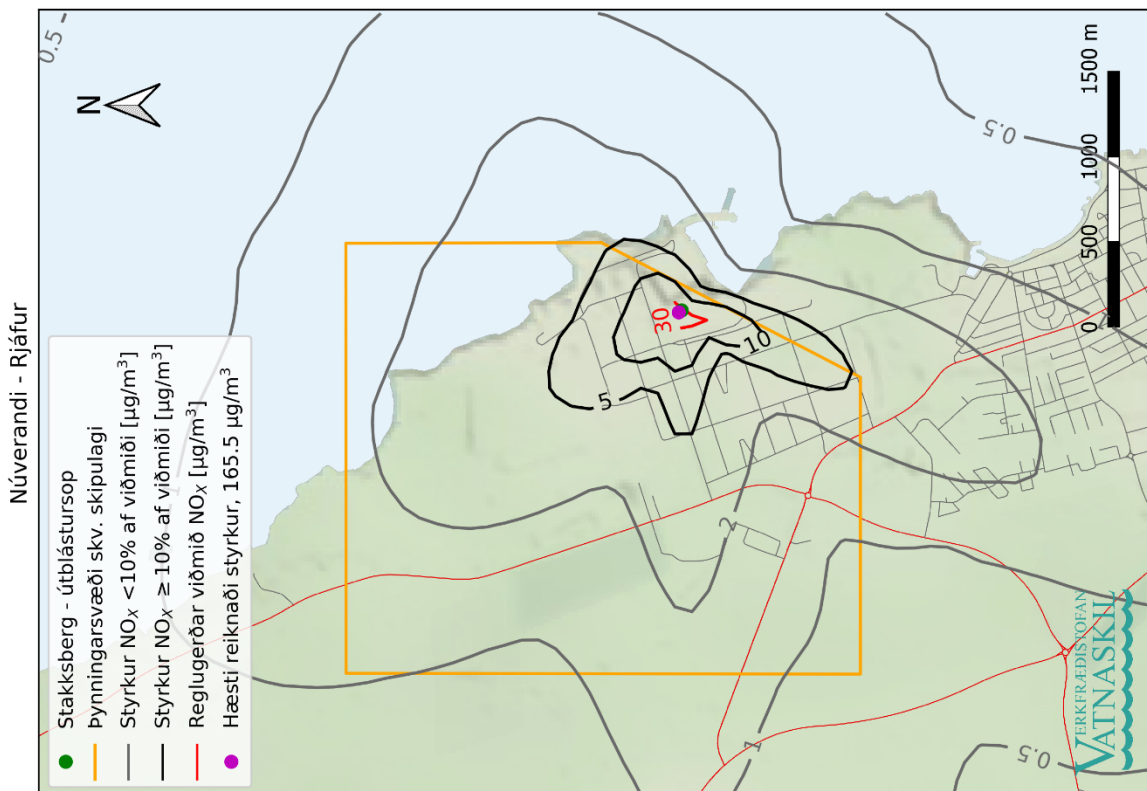 Núverandi - Rjáfur
N
Stakksberg - útblástursop
Þynningarsvæði skv. skipulagi
Styrkur NOₓ <10% af viðmiði [μg/m³]
Styrkur NOₓ ≥10% af viðmiði [μg/m³]
Reglugerðar viðmið NOₓ [μg/m³]
Hæsti reiknaði styrkur, 165.5 μg/m³
0.5
0.5
0.5
1
2
5
10
30
0 500 1000 1500 m
VERKFRÆÐISTOFAN
VATNASKIL